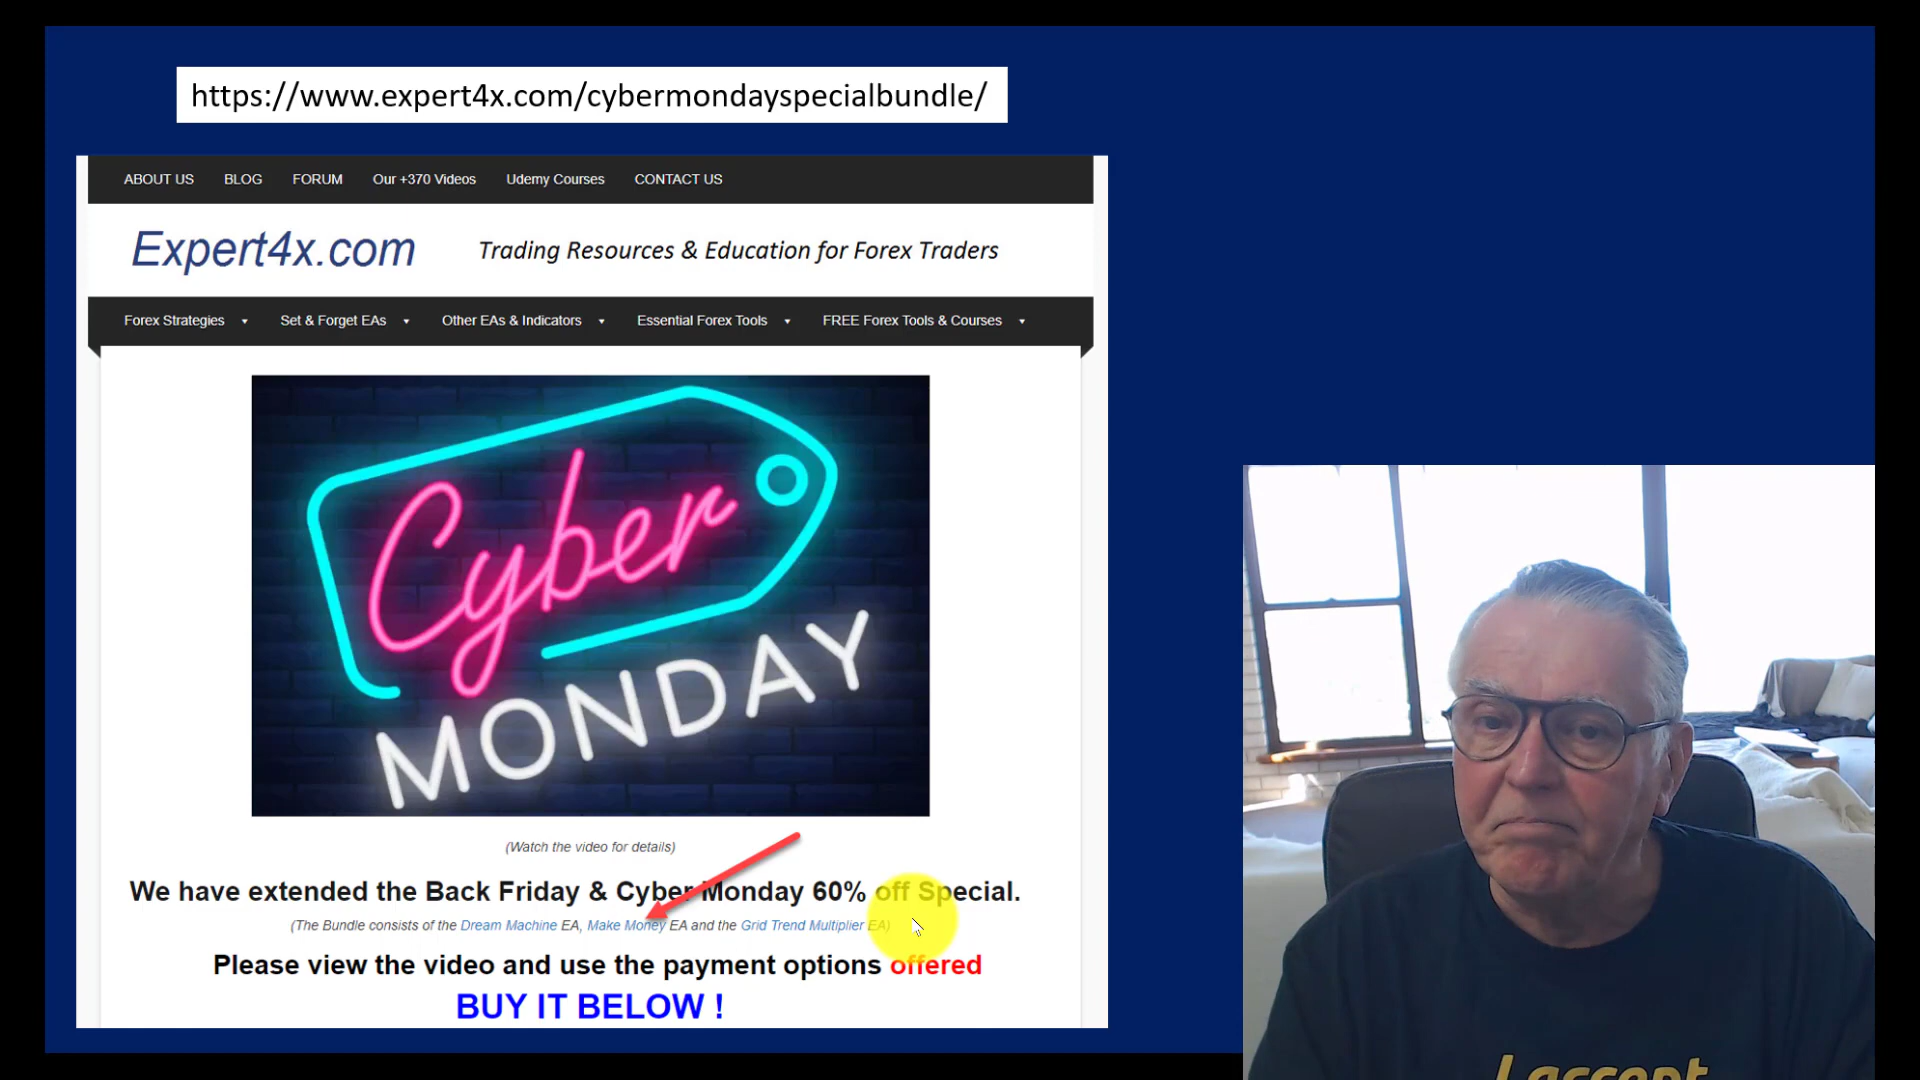 https://www.expert4x.com/cybermondayspecialbundle/
ABOUT US BLOG FORUM Our +370 Videos Udemy Courses CONTACT US
Expert4x.com Trading Resources & Education for Forex Traders
Forex Strategies Set & Forget EAs Other EAs & Indicators Essential Forex Tools FREE Forex Tools & Courses
Cyber
MONDAY
(Watch the video for details)
We have extended the Back Friday & Cyber Monday 60% off Special.
(The Bundle consists of the Dream Machine EA, Make Money EA and the Grid Trend Multiplier EA)
Please view the video and use the payment options offered
BUY IT BELOW !
I accept